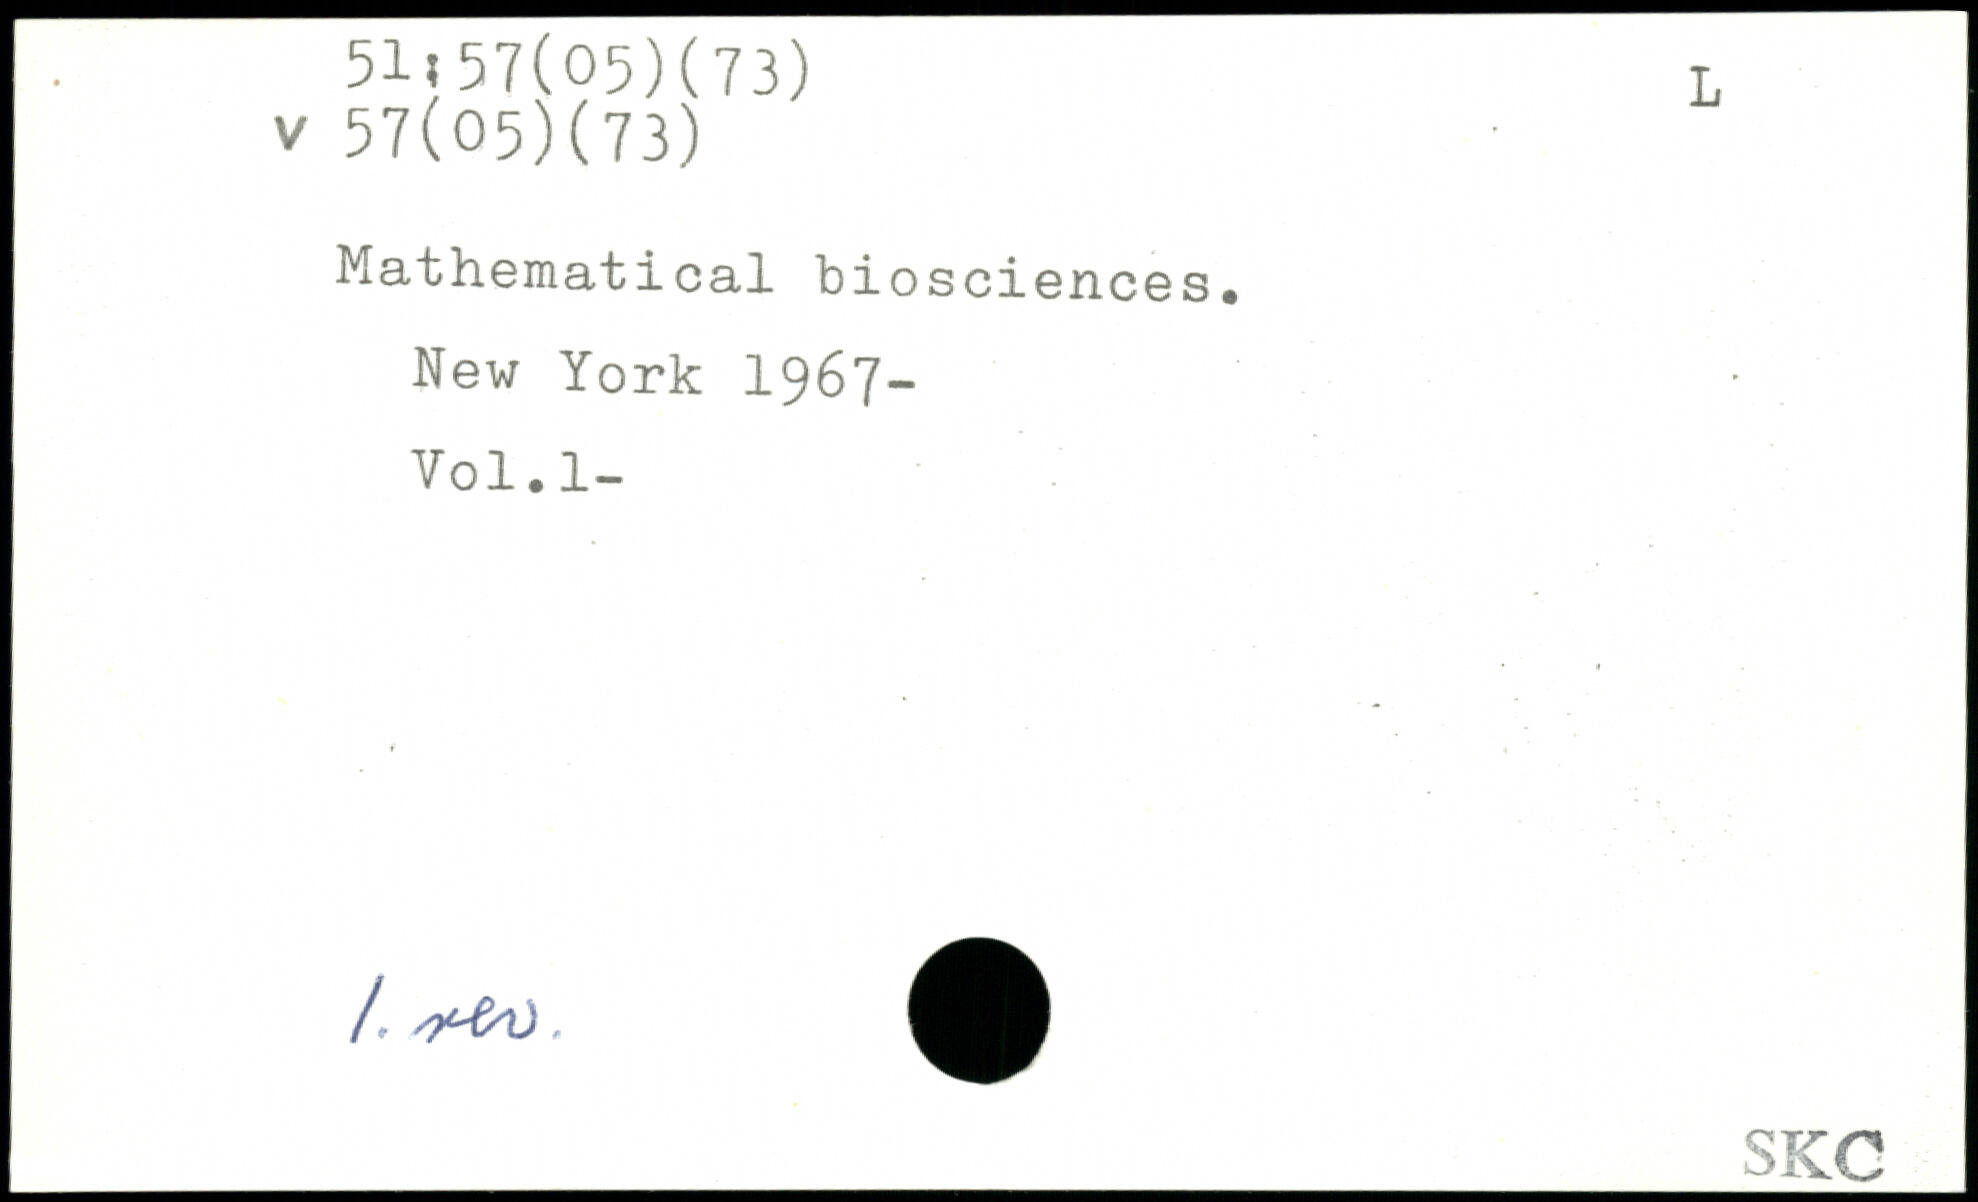 51:57(05)(73)
L
v 57(05)(73)
Mathematical biosciences.
New York 1967-
Vol.1-
1. rev.
SKC